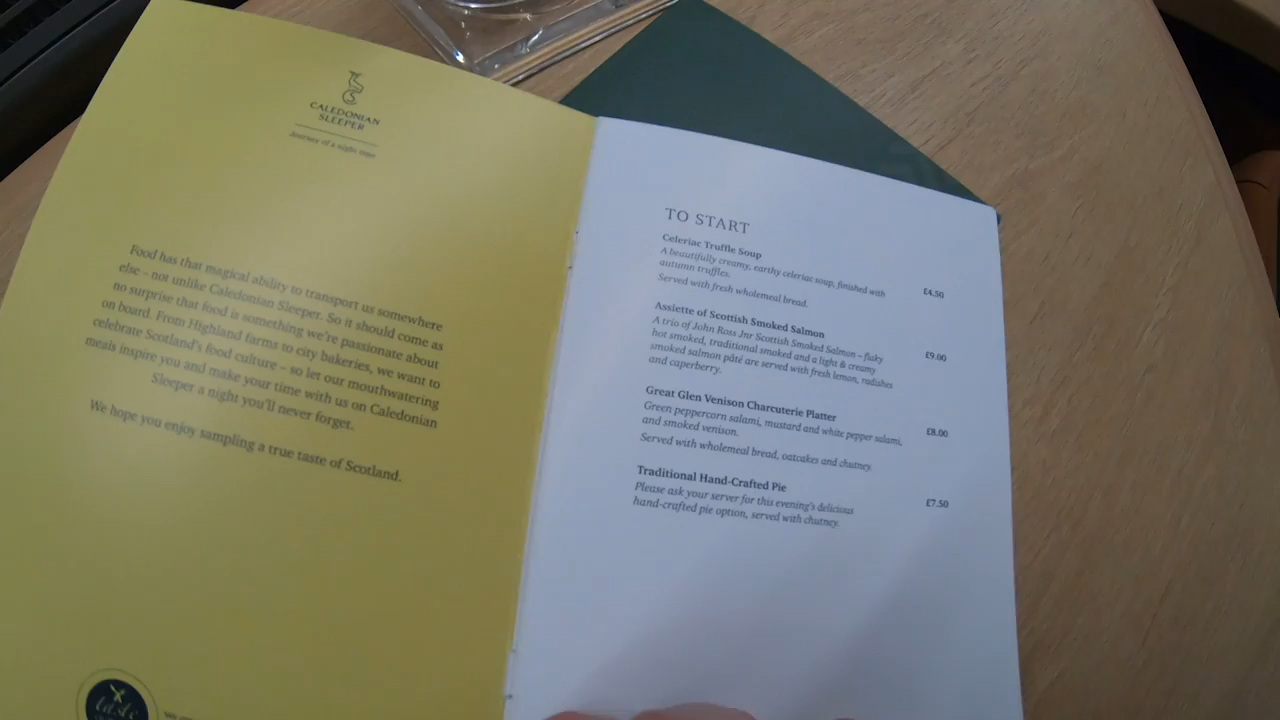 CALEDONIAN
SLEEPER
Journey of a night time
Food has that magical ability to transport us somewhere
else – not unlike Caledonian Sleeper. So it should come as
no surprise that food is something we're passionate about
on board. From Highland farms to city bakeries, we want to
celebrate Scotland's food culture – so let our mouthwatering
meals inspire you and make your time with us on Caledonian
Sleeper a night you'll never forget.
We hope you enjoy sampling a true taste of Scotland.
taste
TO START
Celeriac Truffle Soup
A beautifully creamy, earthy celeriac soup, finished with
autumn truffles.
£4.50
Served with fresh wholemeal bread.
Assiette of Scottish Smoked Salmon
A trio of John Ross Jnr Scottish Smoked Salmon – flaky
£9.00
hot smoked, traditional smoked and a light & creamy
smoked salmon pâté are served with fresh lemon, radishes
and caperberry.
Great Glen Venison Charcuterie Platter
Green peppercorn salami, mustard and white pepper salami,
£8.00
and smoked venison.
Served with wholemeal bread, oatcakes and chutney.
Traditional Hand-Crafted Pie
Please ask your server for this evening's delicious
£7.50
hand-crafted pie option, served with chutney.